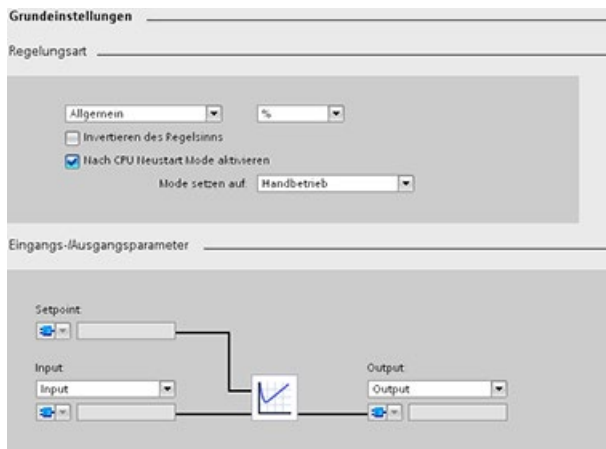 Grundeinstellungen
Regelungsart
Allgemein %
Invertieren des Regelsinns
Nach CPU Neustart Mode aktivieren
Mode setzen auf: Handbetrieb
Eingangs-/Ausgangsparameter
Setpoint:
Input: Output:
Input Output